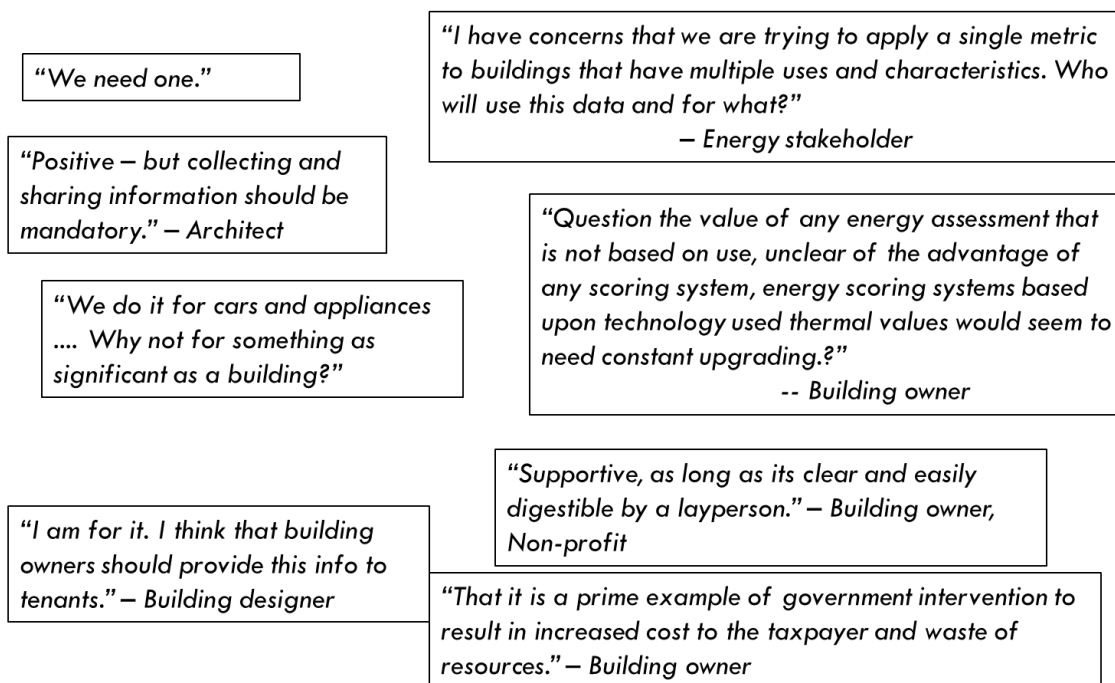 “We need one.”
“I have concerns that we are trying to apply a single metric
to buildings that have multiple uses and characteristics. Who
will use this data and for what?”
– Energy stakeholder
“Positive – but collecting and
sharing information should be
mandatory.” – Architect
“Question the value of any energy assessment that
is not based on use, unclear of the advantage of
any scoring system, energy scoring systems based
upon technology used thermal values would seem to
need constant upgrading.?”
-- Building owner
“We do it for cars and appliances
.... Why not for something as
significant as a building?”
“Supportive, as long as its clear and easily
digestible by a layperson.” – Building owner,
Non-profit
“I am for it. I think that building
owners should provide this info to
tenants.” – Building designer
“That it is a prime example of government intervention to
result in increased cost to the taxpayer and waste of
resources.” – Building owner